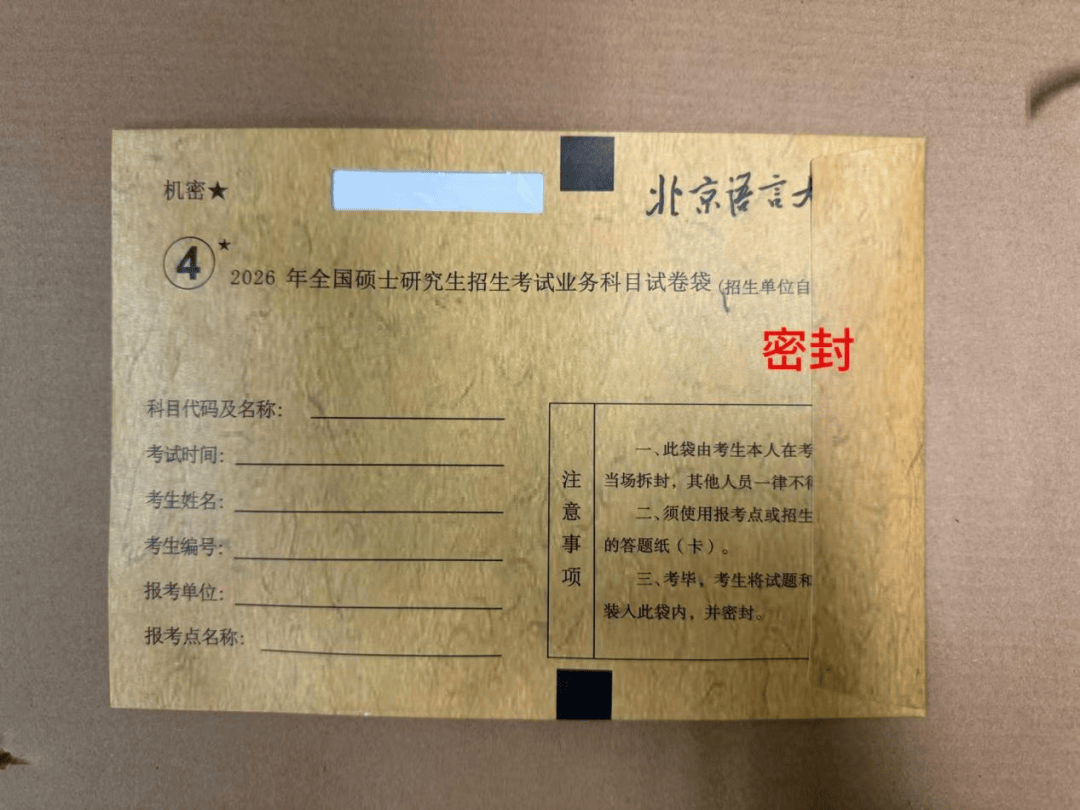 机密★
北京语言大
④★
2026 年全国硕士研究生招生考试业务科目试卷袋(招生单位自
密封
科目代码及名称:
考试时间:
考生姓名:
考生编号:
报考单位:
报考点名称:
注意事项
一、此袋由考生本人在考
当场拆封，其他人员一律不得
二、须使用报考点或招生
的答题纸（卡）。
三、考毕，考生将试题和
装入此袋内，并密封。